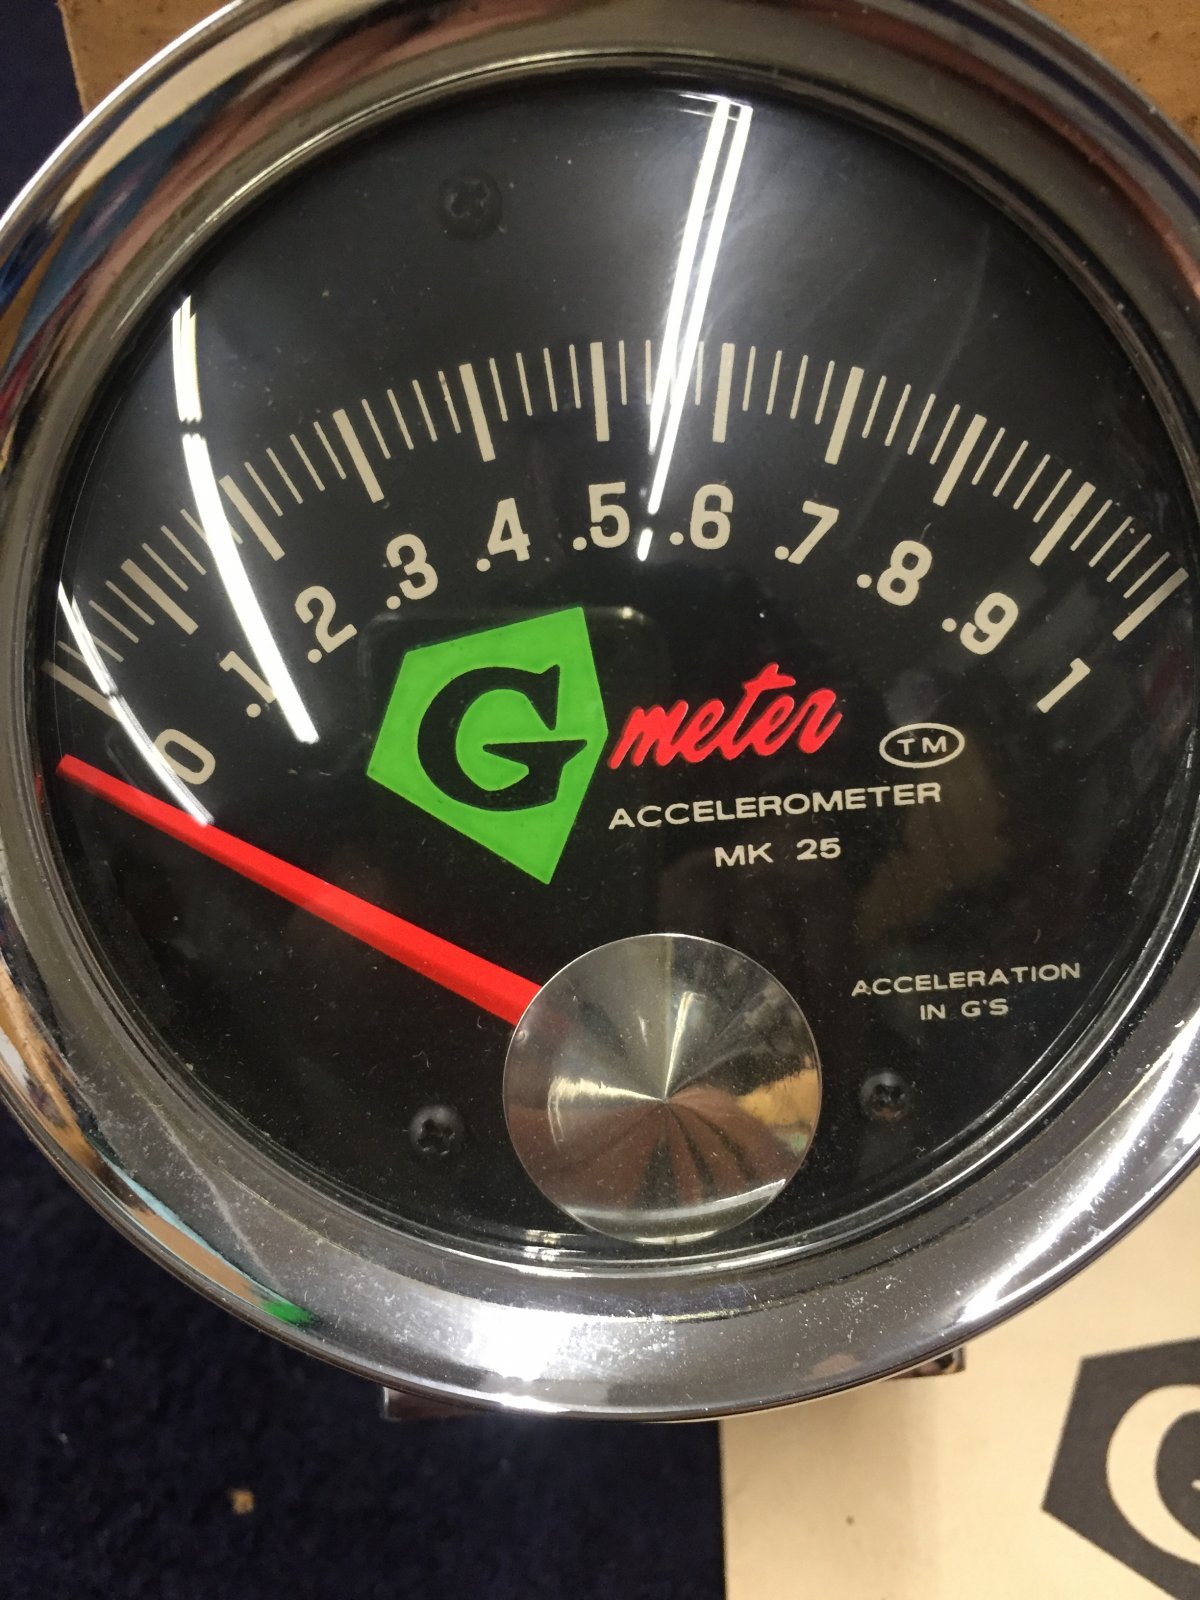 0 .1 .2 .3 .4 .5 .6 .7 .8 .9 1
G meter TM
ACCELEROMETER
MK 25
ACCELERATION
IN G'S
G